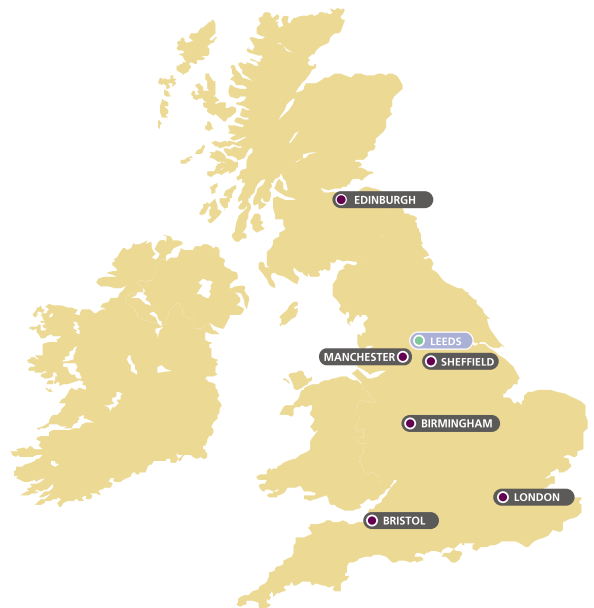 EDINBURGH
LEEDS
MANCHESTER
SHEFFIELD
BIRMINGHAM
LONDON
BRISTOL